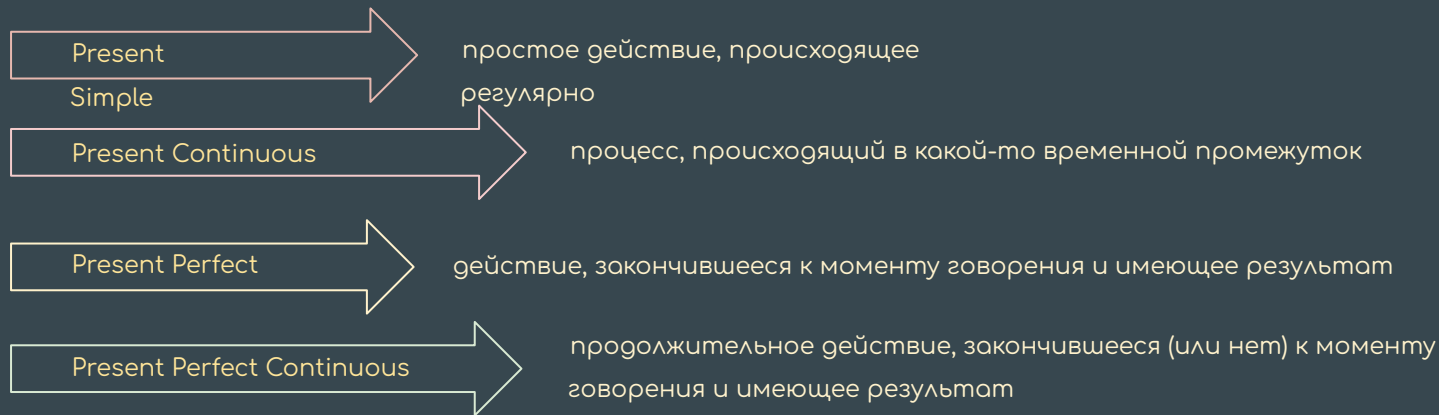 Present
Simple
простое действие, происходящее
регулярно
Present Continuous
процесс, происходящий в какой-то временной промежуток
Present Perfect
действие, закончившееся к моменту говорения и имеющее результат
Present Perfect Continuous
продолжительное действие, закончившееся (или нет) к моменту
говорения и имеющее результат